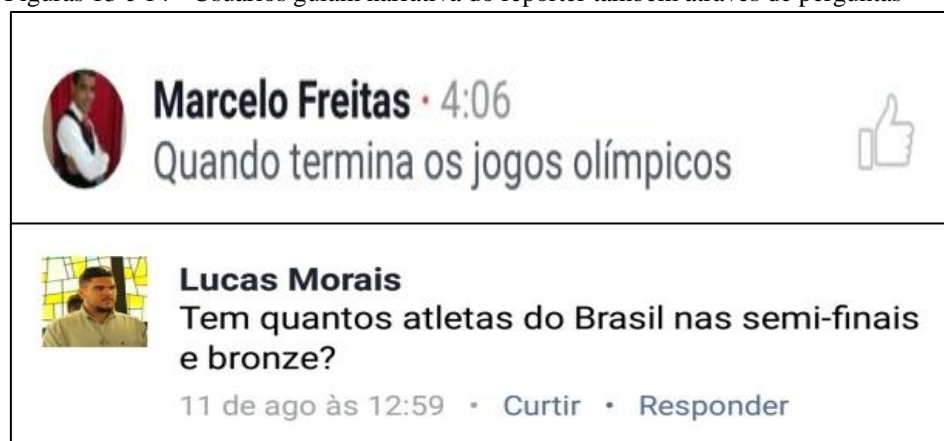 Figuras 13 e 14 - Usuários guiam narrativa do repórter também através de perguntas
Marcelo Freitas · 4:06
Quando termina os jogos olímpicos
Lucas Morais
Tem quantos atletas do Brasil nas semi-finais
e bronze?
11 de ago às 12:59 · Curtir · Responder